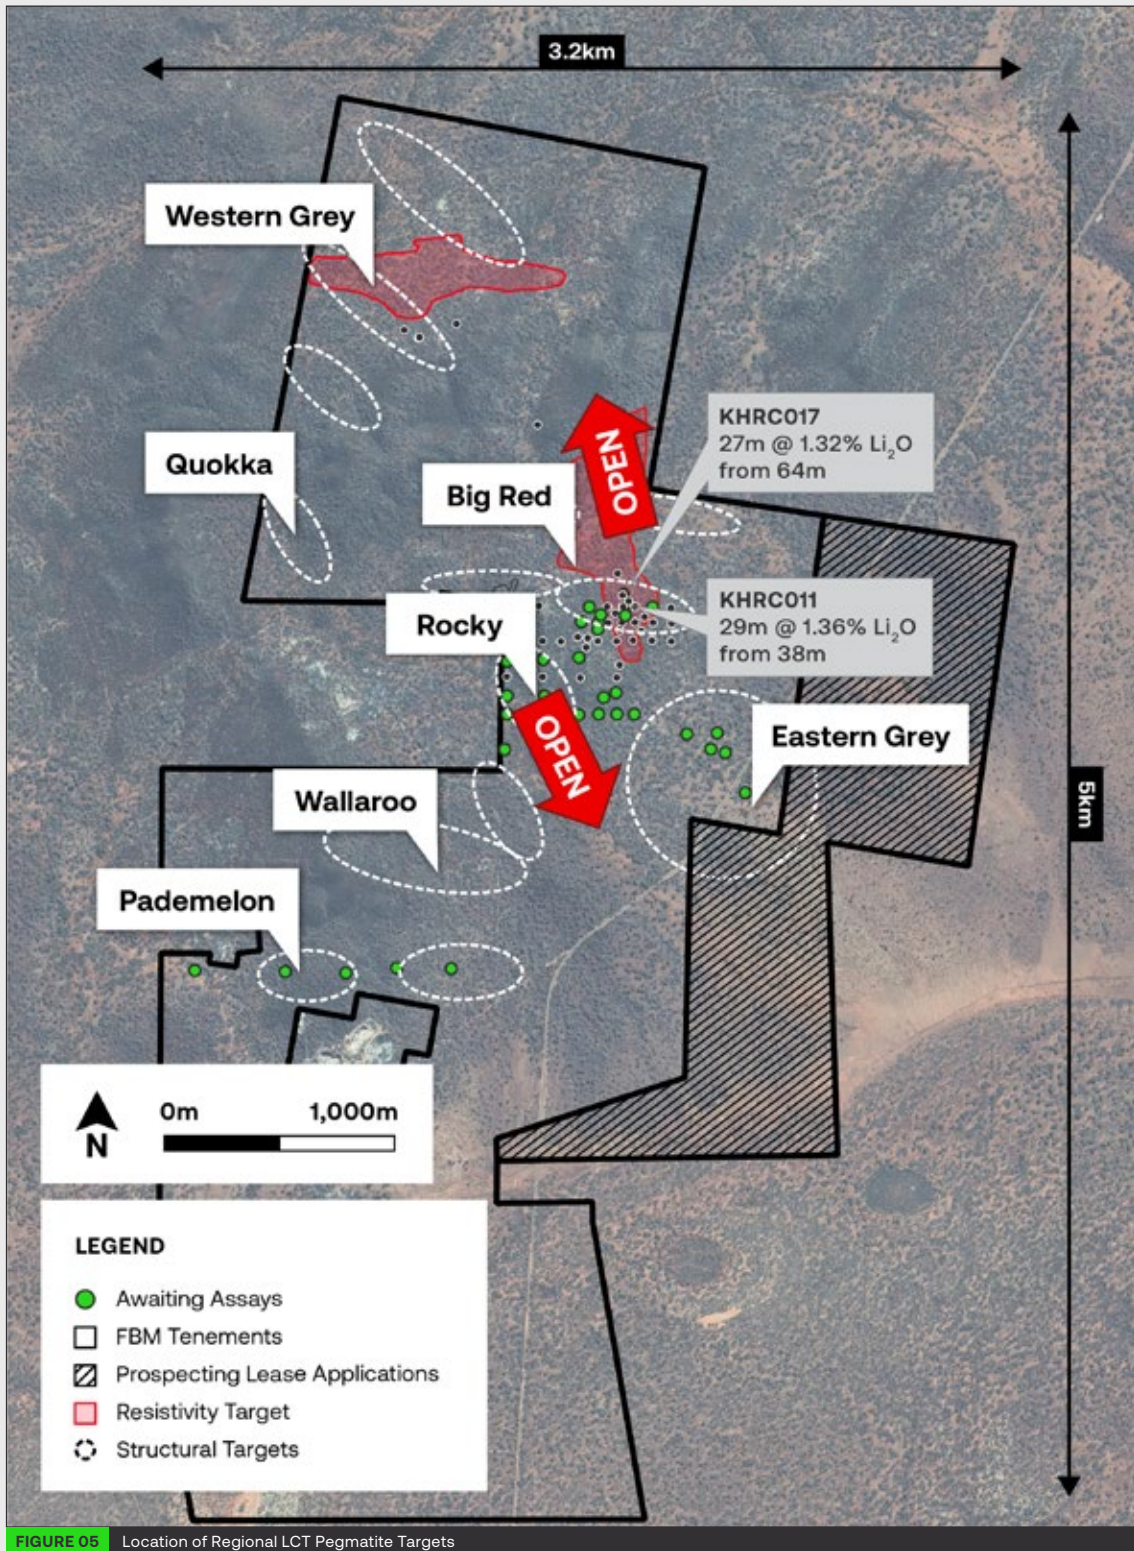 3.2km
Western Grey
KHRC017
27m @ 1.32% Li₂O
from 64m
OPEN
Quokka
Big Red
KHRC011
29m @ 1.36% Li₂O
from 38m
Rocky
OPEN
Eastern Grey
5km
Wallaroo
Pademelon
N
0m 1,000m
LEGEND
Awaiting Assays
FBM Tenements
Prospecting Lease Applications
Resistivity Target
Structural Targets
FIGURE 05 Location of Regional LCT Pegmatite Targets